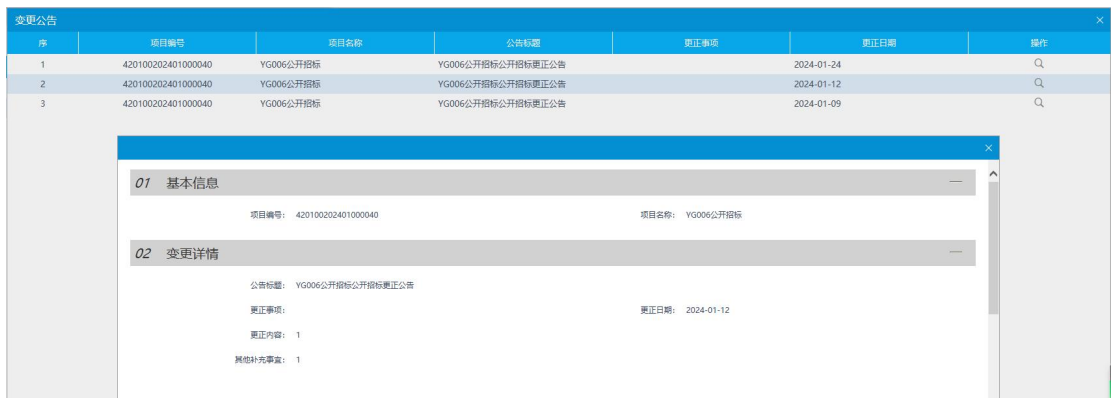 变更公告
序 项目编号 项目名称 公告标题 更正事项 更正日期 操作
1 420100202401000040 YG006公开招标 YG006公开招标公开招标更正公告 2024-01-24
2 420100202401000040 YG006公开招标 YG006公开招标公开招标更正公告 2024-01-12
3 420100202401000040 YG006公开招标 YG006公开招标公开招标更正公告 2024-01-09
01 基本信息
项目编号： 420100202401000040 项目名称： YG006公开招标
02 变更详情
公告标题： YG006公开招标公开招标更正公告
更正事项： 更正日期： 2024-01-12
更正内容： 1
其他补充事宜： 1